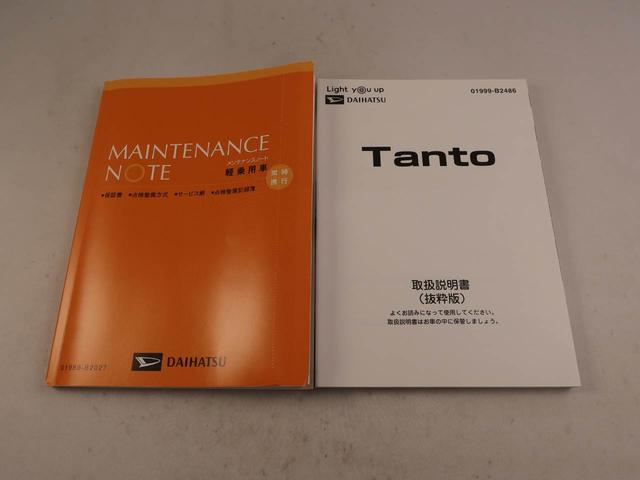 MAINTENANCE
NOTE
メンテナンスノート
軽乗用車
常時
携行
•保証書 •点検整備方式 •サービス網 •点検整備記録簿
DAIHATSU
01989-B2027
Light you up
DAIHATSU
01999-B2486
Tanto
取扱説明書
（抜粋版）
よくお読みになって使用してください。
取扱説明書はお車の中に保管しましょう。